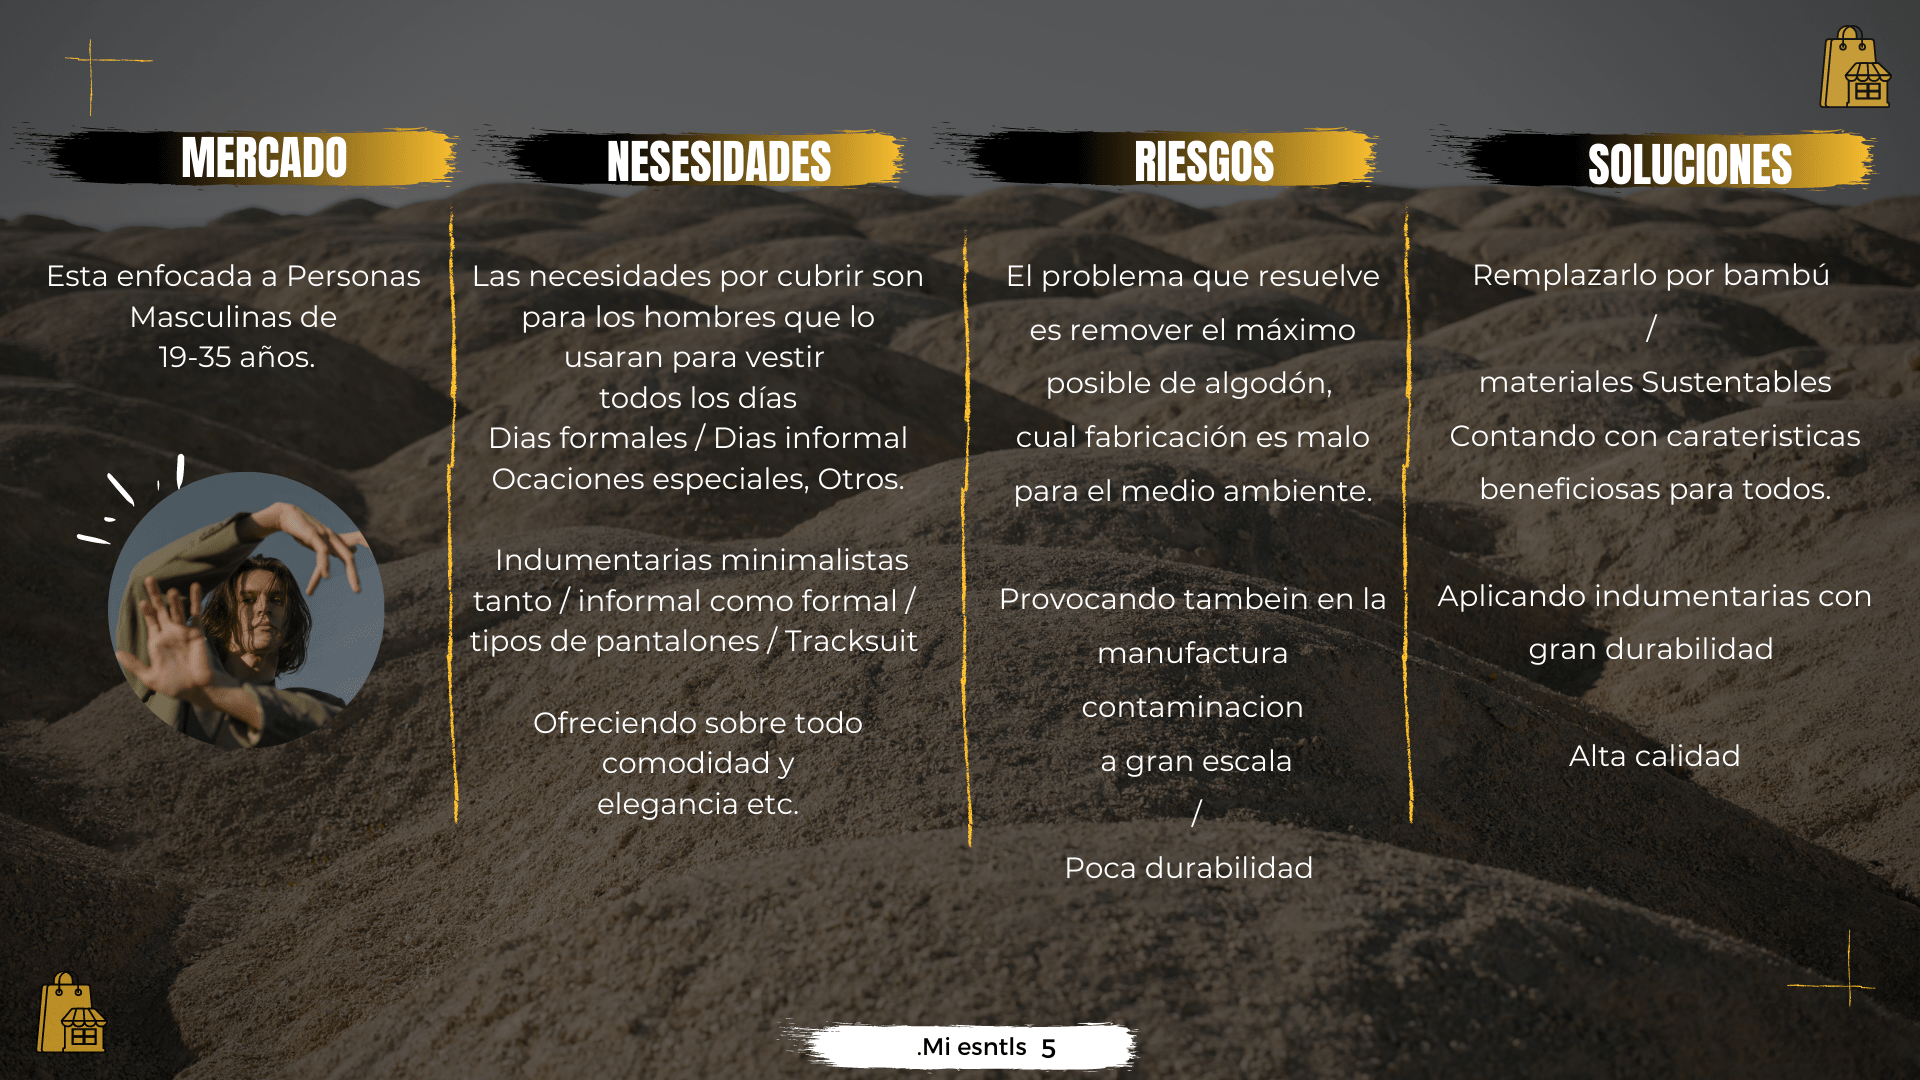 MERCADO
Esta enfocada a Personas
Masculinas de
19-35 años.
NESESIDADES
Las necesidades por cubrir son
para los hombres que lo
usaran para vestir
todos los días
Dias formales / Dias informal
Ocaciones especiales, Otros.
Indumentarias minimalistas
tanto / informal como formal /
tipos de pantalones / Tracksuit
Ofreciendo sobre todo
comodidad y
elegancia etc.
RIESGOS
El problema que resuelve
es remover el máximo
posible de algodón,
cual fabricación es malo
para el medio ambiente.
Provocando tambein en la
manufactura
contaminacion
a gran escala
/
Poca durabilidad
SOLUCIONES
Remplazarlo por bambú
/
materiales Sustentables
Contando con carateristicas
beneficiosas para todos.
Aplicando indumentarias con
gran durabilidad
Alta calidad
.Mi esntls 5